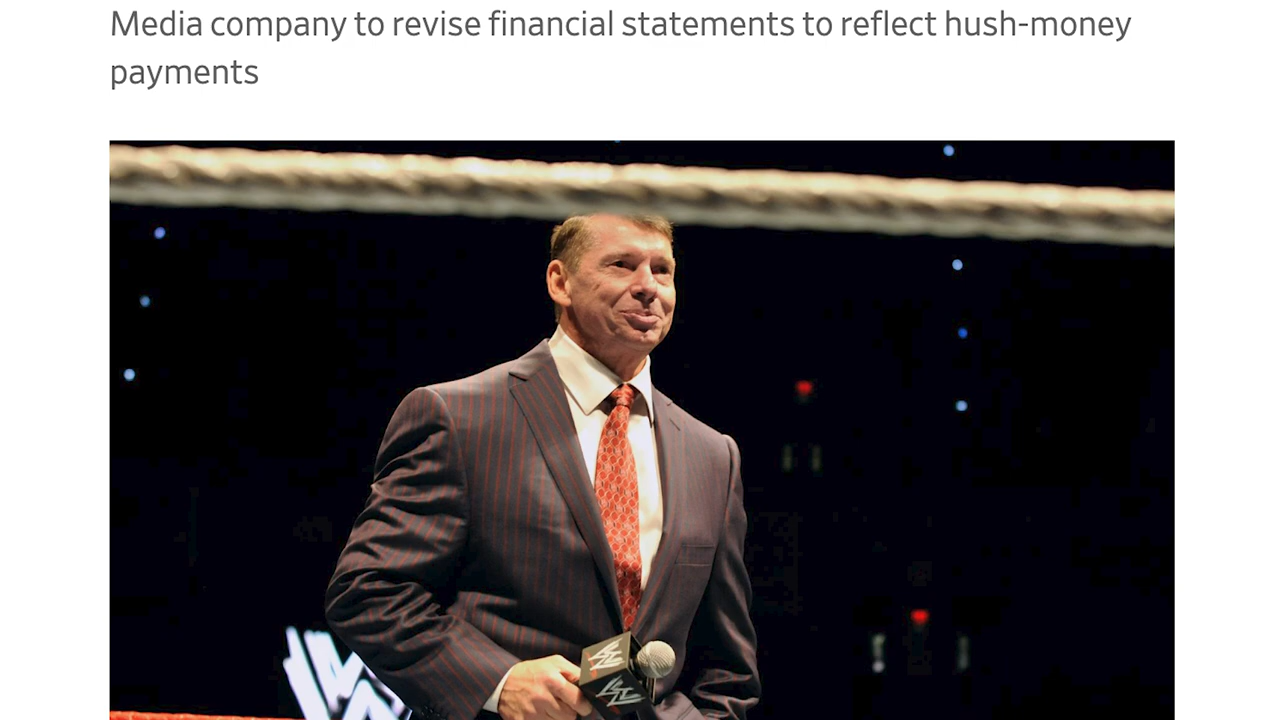 Media company to revise financial statements to reflect hush-money
payments